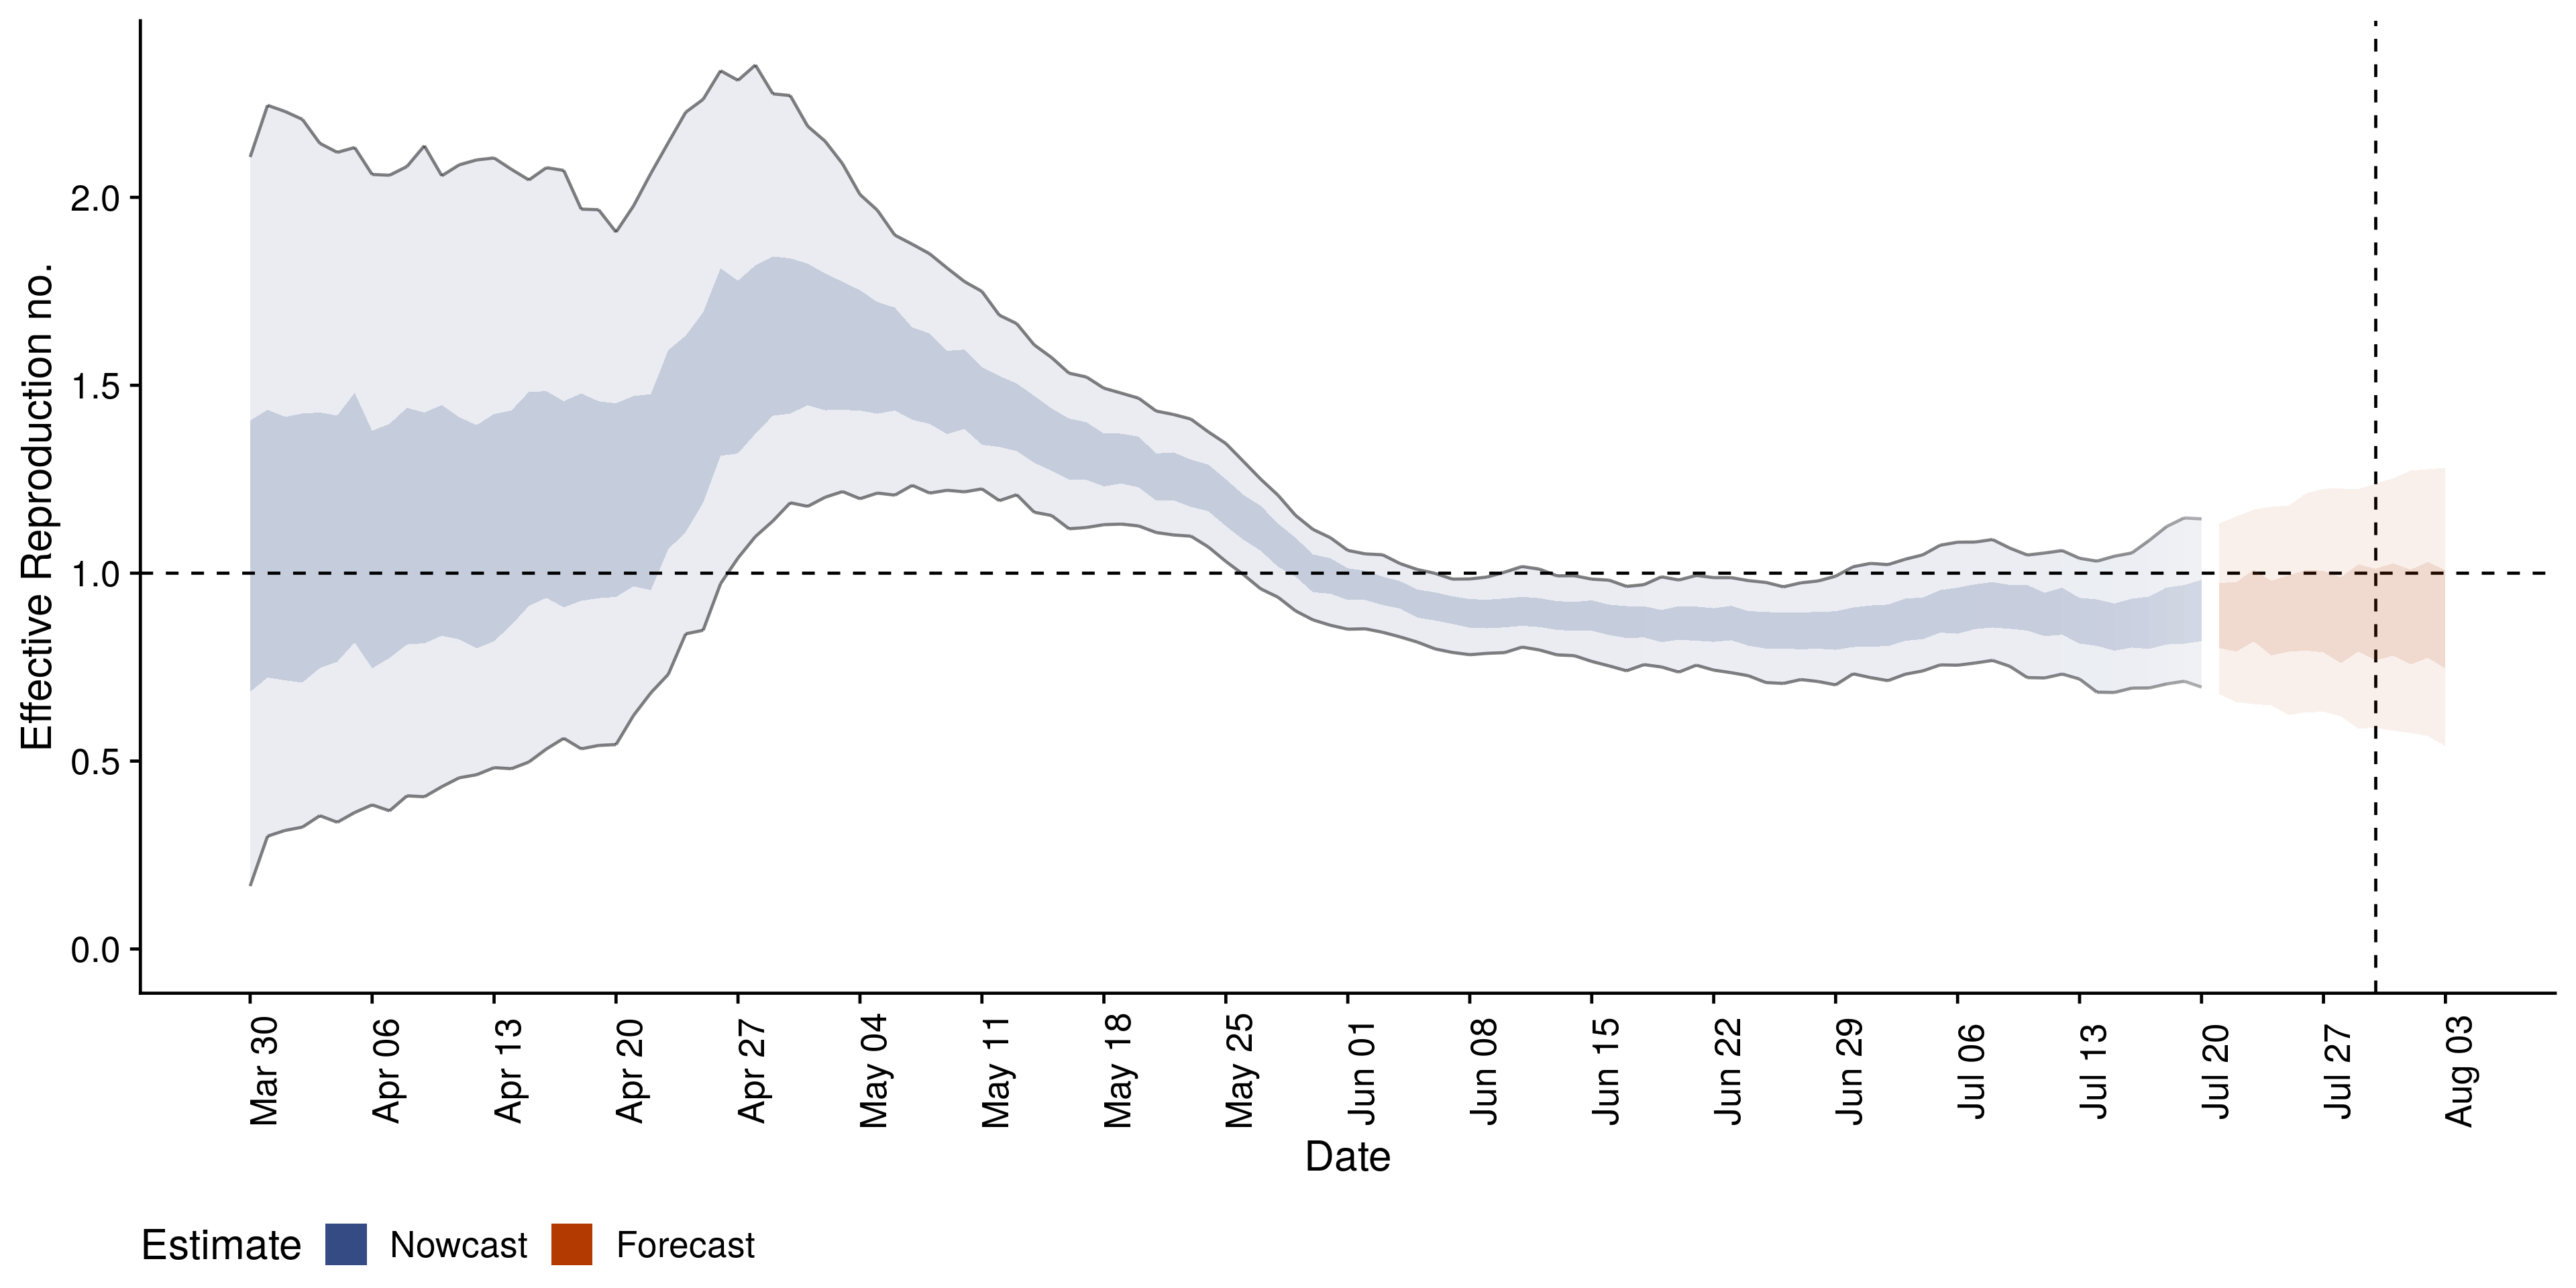 Effective Reproduction no.
2.0
1.5
1.0
0.5
0.0
Mar 30
Apr 06
Apr 13
Apr 20
Apr 27
May 04
May 11
May 18
May 25
Jun 01
Jun 08
Jun 15
Jun 22
Jun 29
Jul 06
Jul 13
Jul 20
Jul 27
Aug 03
Date
Estimate Nowcast Forecast